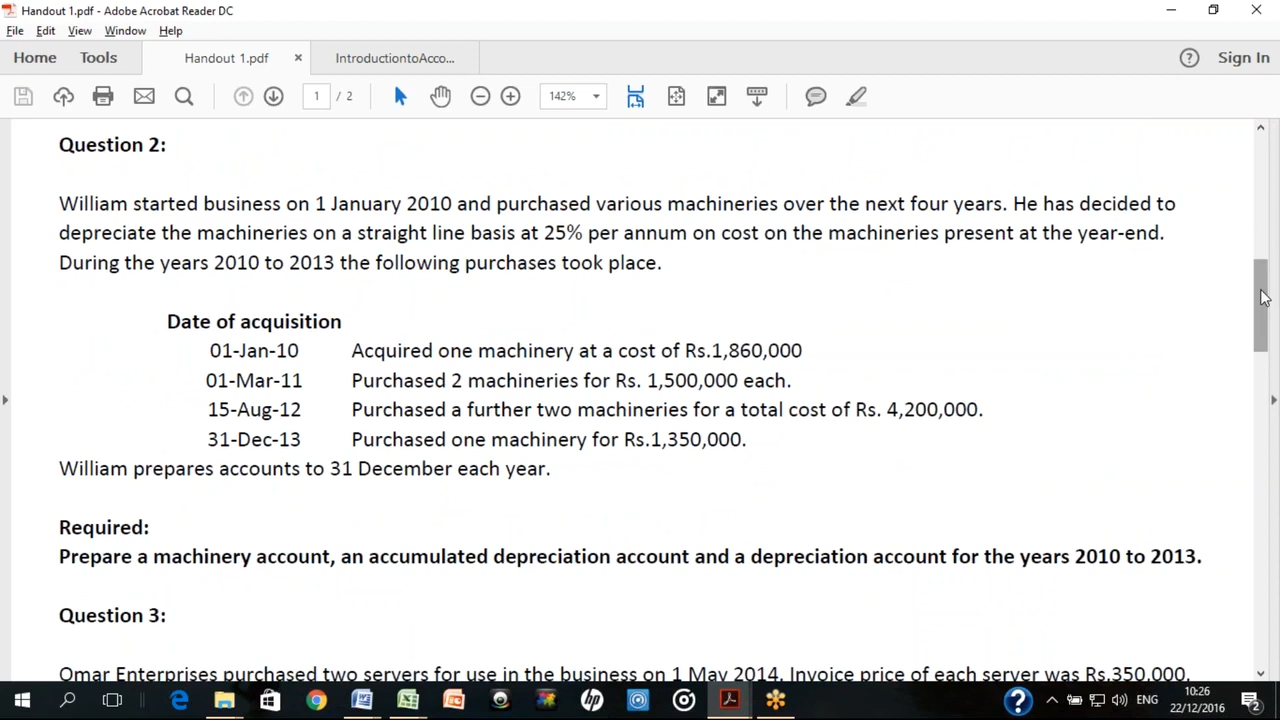 Handout 1.pdf - Adobe Acrobat Reader DC
File Edit View Window Help
Home Tools Handout 1.pdf × IntroductiontoAcco... ? Sign In
1 / 2 142%
Question 2:
William started business on 1 January 2010 and purchased various machineries over the next four years. He has decided to
depreciate the machineries on a straight line basis at 25% per annum on cost on the machineries present at the year-end.
During the years 2010 to 2013 the following purchases took place.
Date of acquisition
01-Jan-10 Acquired one machinery at a cost of Rs.1,860,000
01-Mar-11 Purchased 2 machineries for Rs. 1,500,000 each.
15-Aug-12 Purchased a further two machineries for a total cost of Rs. 4,200,000.
31-Dec-13 Purchased one machinery for Rs.1,350,000.
William prepares accounts to 31 December each year.
Required:
Prepare a machinery account, an accumulated depreciation account and a depreciation account for the years 2010 to 2013.
Question 3:
Omar Enterprises purchased two servers for use in the business on 1 May 2014. Invoice price of each server was Rs.350,000.
ENG 10:26
22/12/2016 2